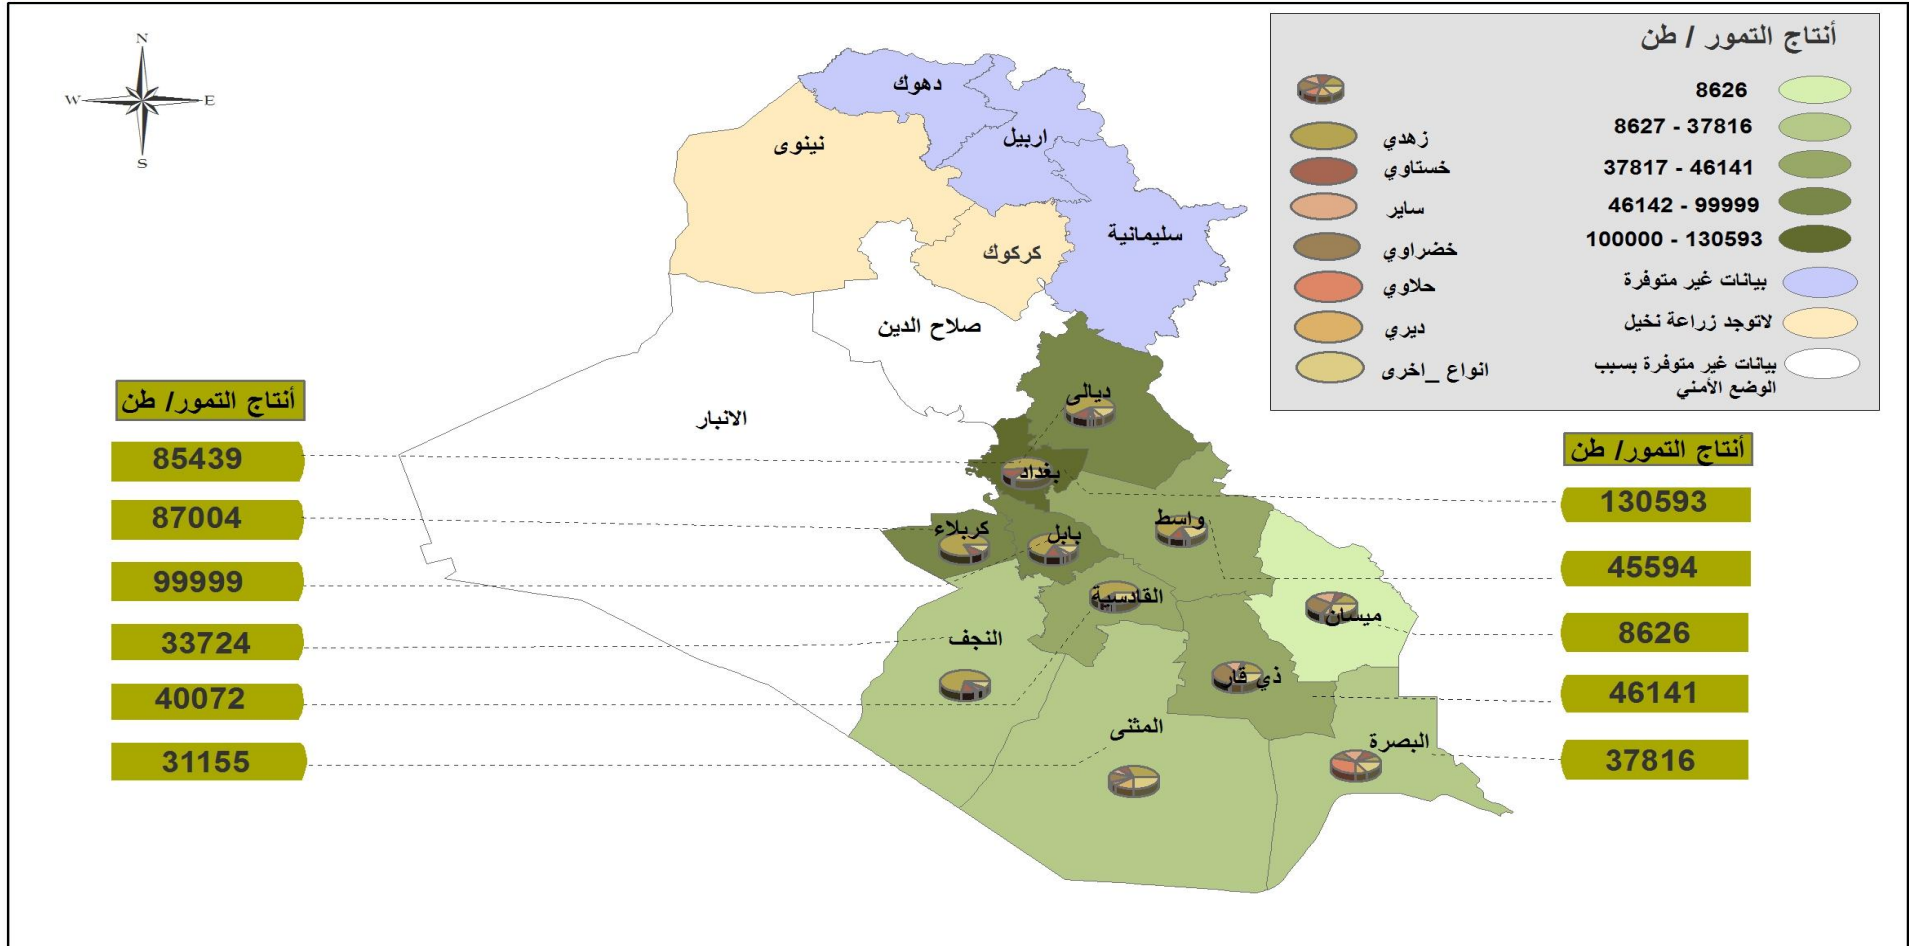 N
W
E
S
أنتاج التمور / طن
8626
8627 - 37816
37817 - 46141
46142 - 99999
100000 - 130593
بيانات غير متوفرة
لاتوجد زراعة نخيل
بيانات غير متوفرة بسبب
الوضع الأمني
زهدي
خستاوي
ساير
خضراوي
حلاوي
ديري
انواع _اخرى
دهوك
نينوى
اربيل
سليمانية
كركوك
صلاح الدين
الانبار
ديالى
بغداد
واسط
كربلاء
بابل
القادسية
ميسان
النجف
ذي قار
المثنى
البصرة
أنتاج التمور/ طن
130593
45594
8626
46141
37816
أنتاج التمور/ طن
85439
87004
99999
33724
40072
31155